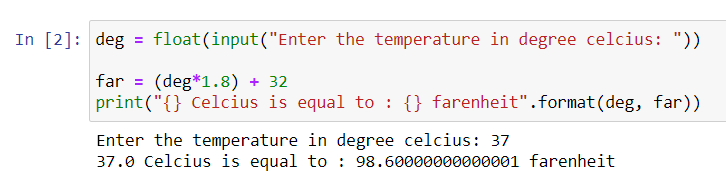 In [2]: deg = float(input("Enter the temperature in degree celcius: "))
far = (deg*1.8) + 32
print("{} Celcius is equal to : {} farenheit".format(deg, far))
Enter the temperature in degree celcius: 37
37.0 Celcius is equal to : 98.60000000000001 farenheit